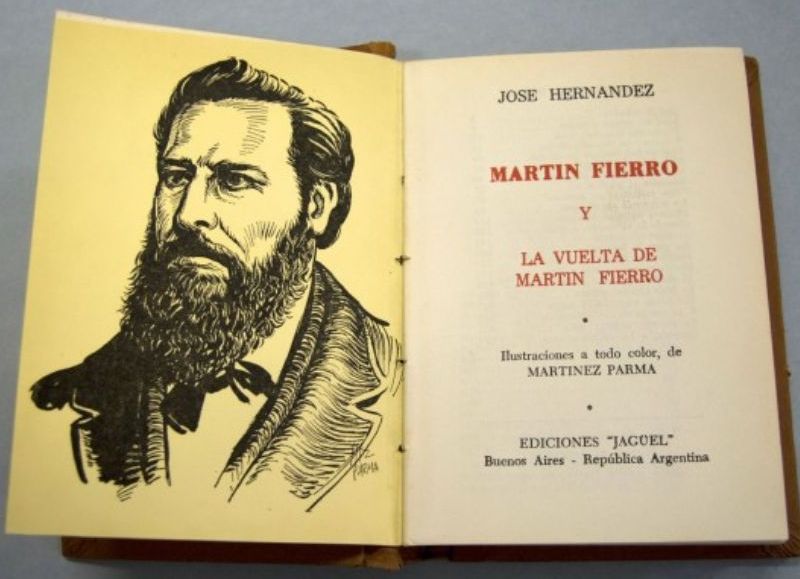 JOSE HERNANDEZ
MARTIN FIERRO
Y
LA VUELTA DE
MARTIN FIERRO
Ilustraciones a todo color, de
MARTINEZ PARMA
EDICIONES "JAGÜEL"
Buenos Aires - República Argentina
PARMA